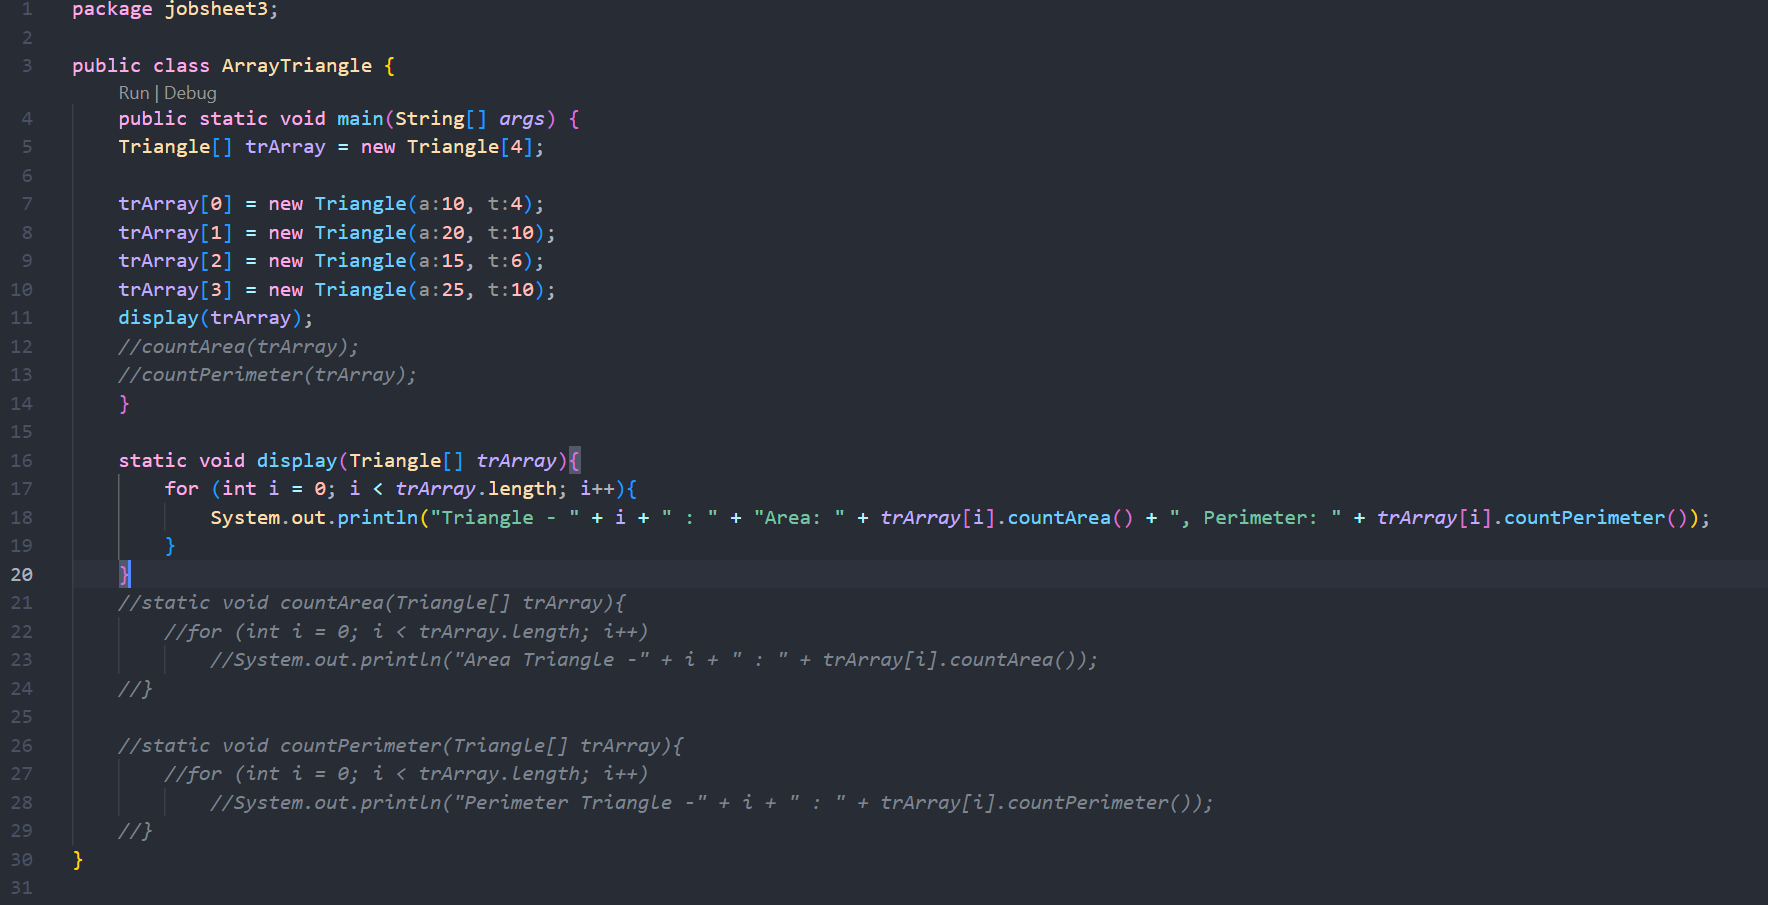 1 package jobsheet3;
2
3 public class ArrayTriangle {
Run | Debug
4 public static void main(String[] args) {
5 Triangle[] trArray = new Triangle[4];
6
7 trArray[0] = new Triangle(a:10, t:4);
8 trArray[1] = new Triangle(a:20, t:10);
9 trArray[2] = new Triangle(a:15, t:6);
10 trArray[3] = new Triangle(a:25, t:10);
11 display(trArray);
12 //countArea(trArray);
13 //countPerimeter(trArray);
14 }
15
16 static void display(Triangle[] trArray){
17 for (int i = 0; i < trArray.length; i++){
18 System.out.println("Triangle - " + i + " : " + "Area: " + trArray[i].countArea() + ", Perimeter: " + trArray[i].countPerimeter());
19 }
20 }
21 //static void countArea(Triangle[] trArray){
22 //for (int i = 0; i < trArray.length; i++)
23 //System.out.println("Area Triangle -" + i + " : " + trArray[i].countArea());
24 //}
25
26 //static void countPerimeter(Triangle[] trArray){
27 //for (int i = 0; i < trArray.length; i++)
28 //System.out.println("Perimeter Triangle -" + i + " : " + trArray[i].countPerimeter());
29 //}
30 }
31